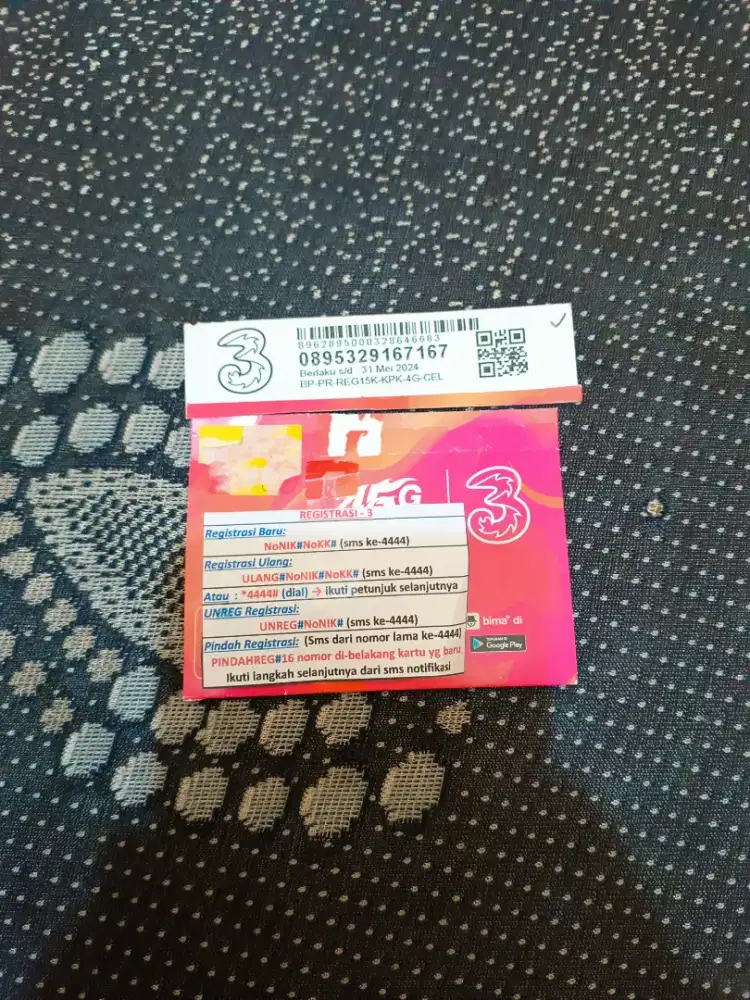 3
8962895000328646683
0895329167167
Berlaku s/d 31 Mei 2024
BP-PR-REG15K-KPK-4G-CEL
3
REGISTRASI - 3
Registrasi Baru:
NoNIK#NoKK# (sms ke-4444)
Registrasi Ulang:
ULANG#NoNIK#NoKK# (sms ke-4444)
Atau : *4444# (dial) → ikuti petunjuk selanjutnya
UNREG Registrasi:
UNREG#NoNIK# (sms ke-4444)
Pindah Registrasi: (Sms dari nomor lama ke-4444)
PINDAHREG#16 nomor di-belakang kartu yg baru
Ikuti langkah selanjutnya dari sms notifikasi
bima+ di
Google Play